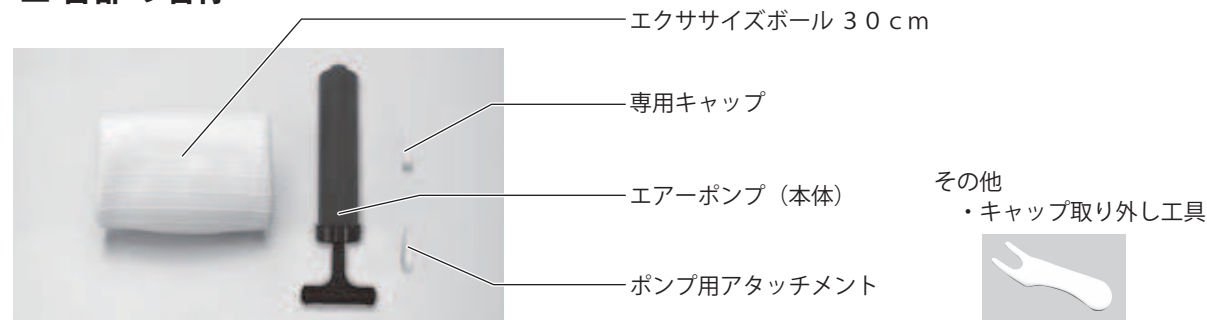 エクササイズボール ３０ｃｍ
専用キャップ
エアーポンプ（本体）
ポンプ用アタッチメント
その他
・キャップ取り外し工具